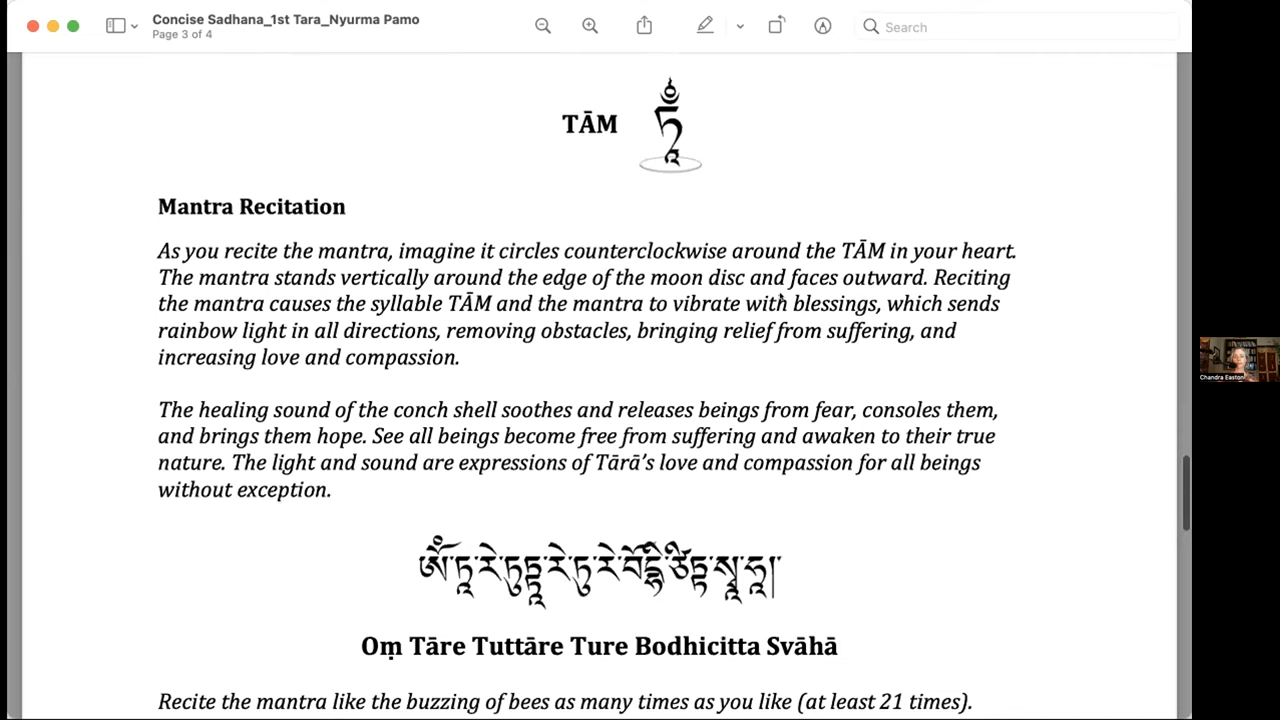 Concise Sadhana_1st Tara_Nyurma Pamo
Page 3 of 4
Search
TĀM ཏཱྃ
Mantra Recitation
As you recite the mantra, imagine it circles counterclockwise around the TĀM in your heart.
The mantra stands vertically around the edge of the moon disc and faces outward. Reciting
the mantra causes the syllable TĀM and the mantra to vibrate with blessings, which sends
rainbow light in all directions, removing obstacles, bringing relief from suffering, and
increasing love and compassion.
The healing sound of the conch shell soothes and releases beings from fear, consoles them,
and brings them hope. See all beings become free from suffering and awaken to their true
nature. The light and sound are expressions of Tārā’s love and compassion for all beings
without exception.
ཨོཾ་ཏཱ་རེ་ཏུཏྟཱ་རེ་ཏུ་རེ་བོདྷི་ཙིཏྟ་སྭཱ་ཧཱ།
Oṃ Tāre Tuttāre Ture Bodhicitta Svāhā
Recite the mantra like the buzzing of bees as many times as you like (at least 21 times).
Chandra Easton